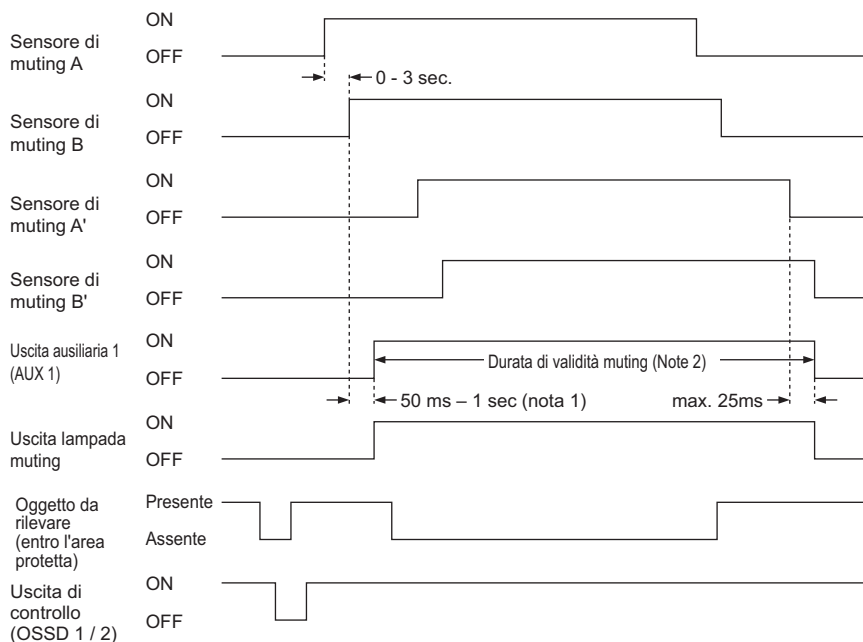 Sensore di
muting A
ON
OFF
0 - 3 sec.
Sensore di
muting B
ON
OFF
Sensore di
muting A'
ON
OFF
Sensore di
muting B'
ON
OFF
Uscita ausiliaria 1
(AUX 1)
ON
OFF
Durata di validità muting (Note 2)
50 ms – 1 sec (nota 1)
max. 25ms
Uscita lampada
muting
ON
OFF
Oggetto da
rilevare
(entro l'area
protetta)
Presente
Assente
Uscita di
controllo
(OSSD 1 / 2)
ON
OFF